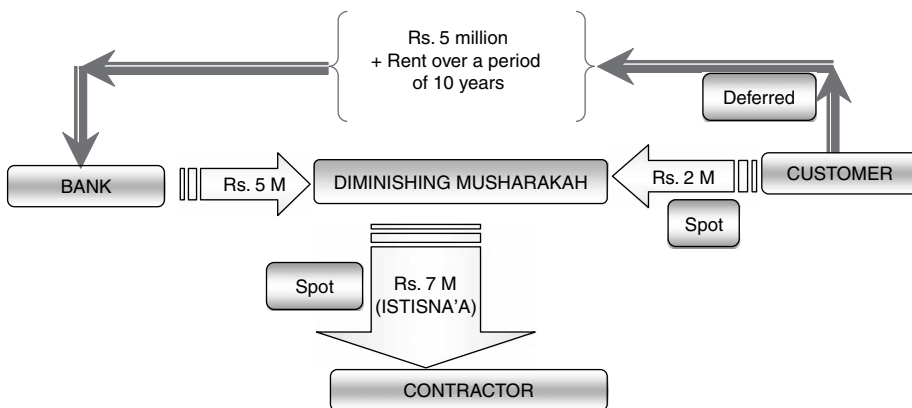 Rs. 5 million
+ Rent over a period
of 10 years
Deferred
BANK
Rs. 5 M
DIMINISHING MUSHARAKAH
Rs. 2 M
CUSTOMER
Spot
Spot
Rs. 7 M
(ISTISNA'A)
CONTRACTOR